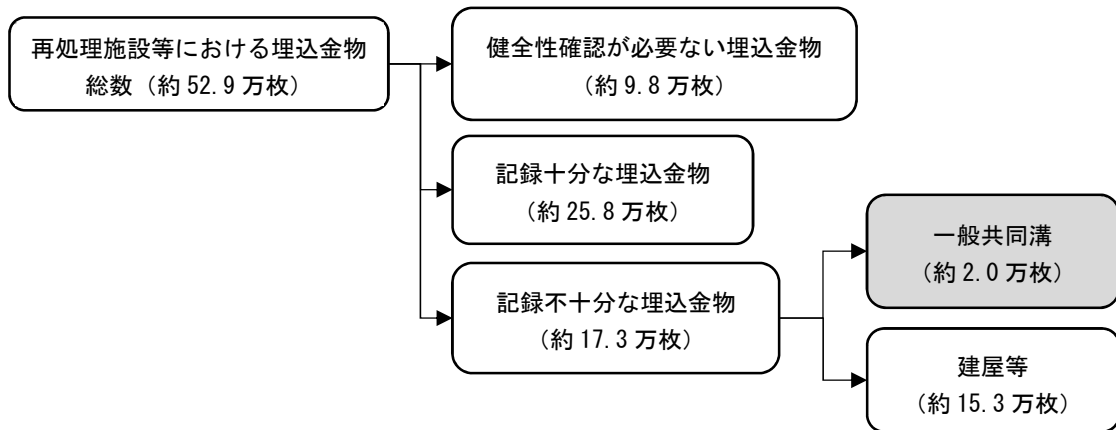 再処理施設等における埋込金物
総数（約 52.9 万枚）
健全性確認が必要ない埋込金物
（約 9.8 万枚）
記録十分な埋込金物
（約 25.8 万枚）
記録不十分な埋込金物
（約 17.3 万枚）
一般共同溝
（約 2.0 万枚）
建屋等
（約 15.3 万枚）